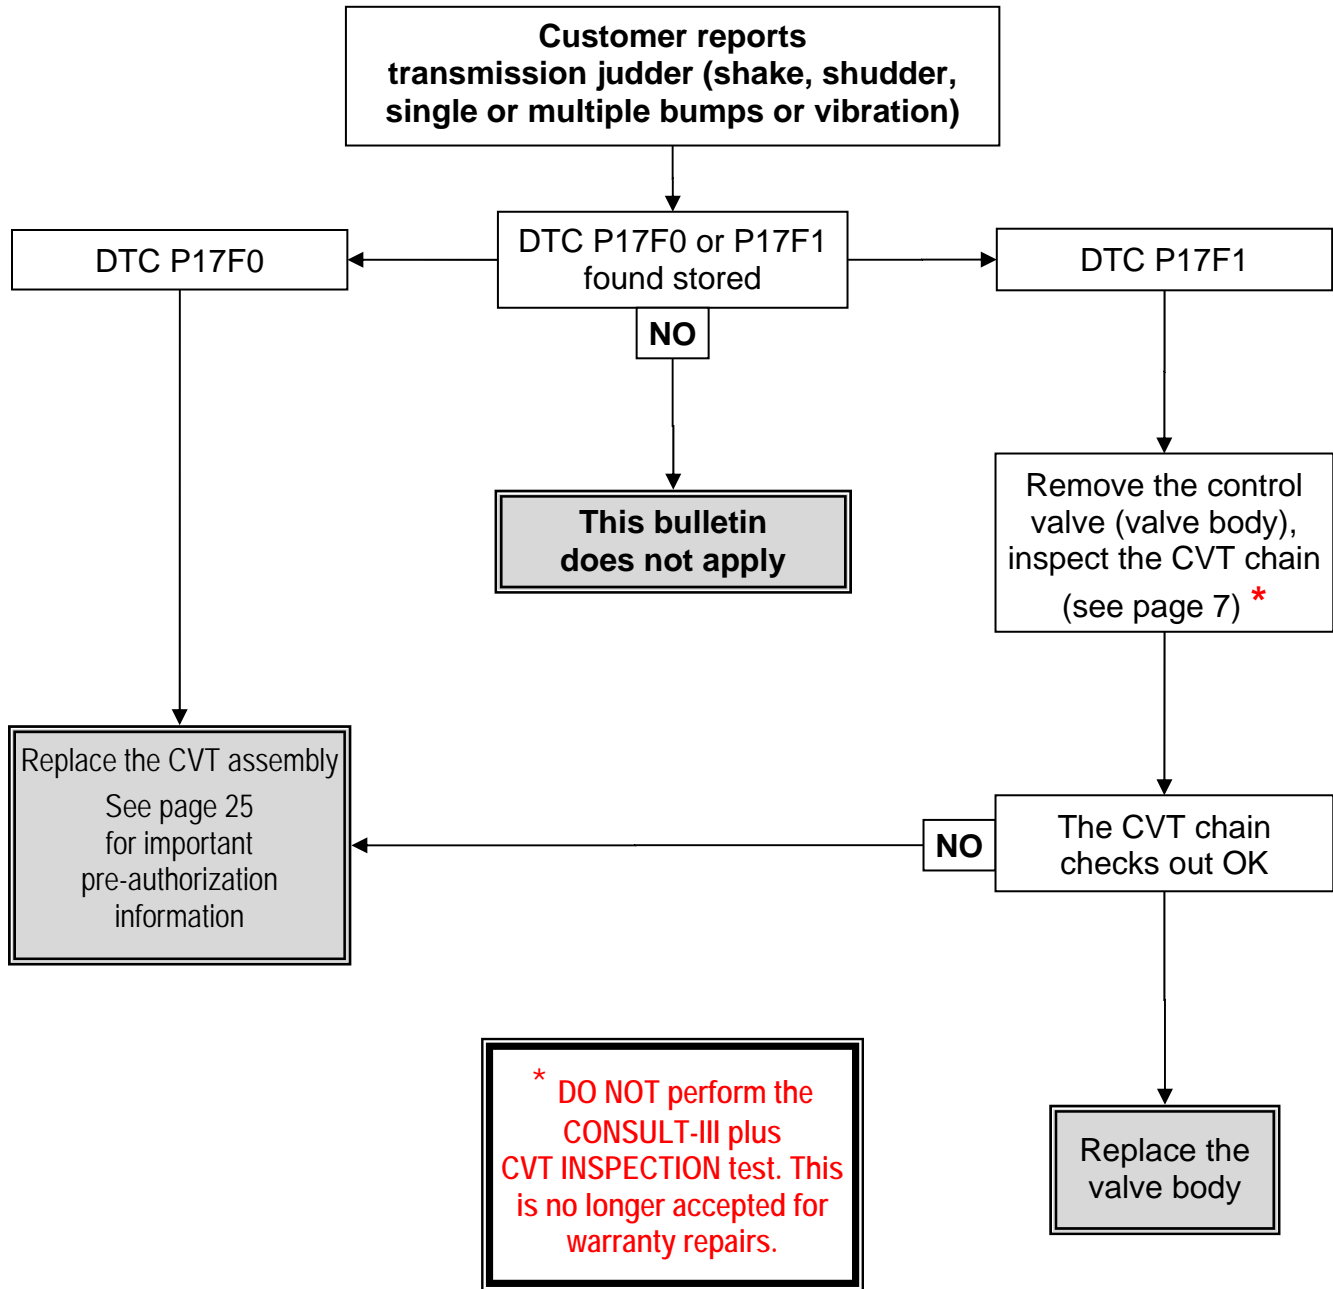 Customer reports
transmission judder (shake, shudder,
single or multiple bumps or vibration)
DTC P17F0
DTC P17F0 or P17F1
found stored
DTC P17F1
NO
This bulletin
does not apply
Remove the control
valve (valve body),
inspect the CVT chain
(see page 7) *
Replace the CVT assembly
See page 25
for important
pre-authorization
information
NO
The CVT chain
checks out OK
* DO NOT perform the
CONSULT-III plus
CVT INSPECTION test. This
is no longer accepted for
warranty repairs.
Replace the
valve body